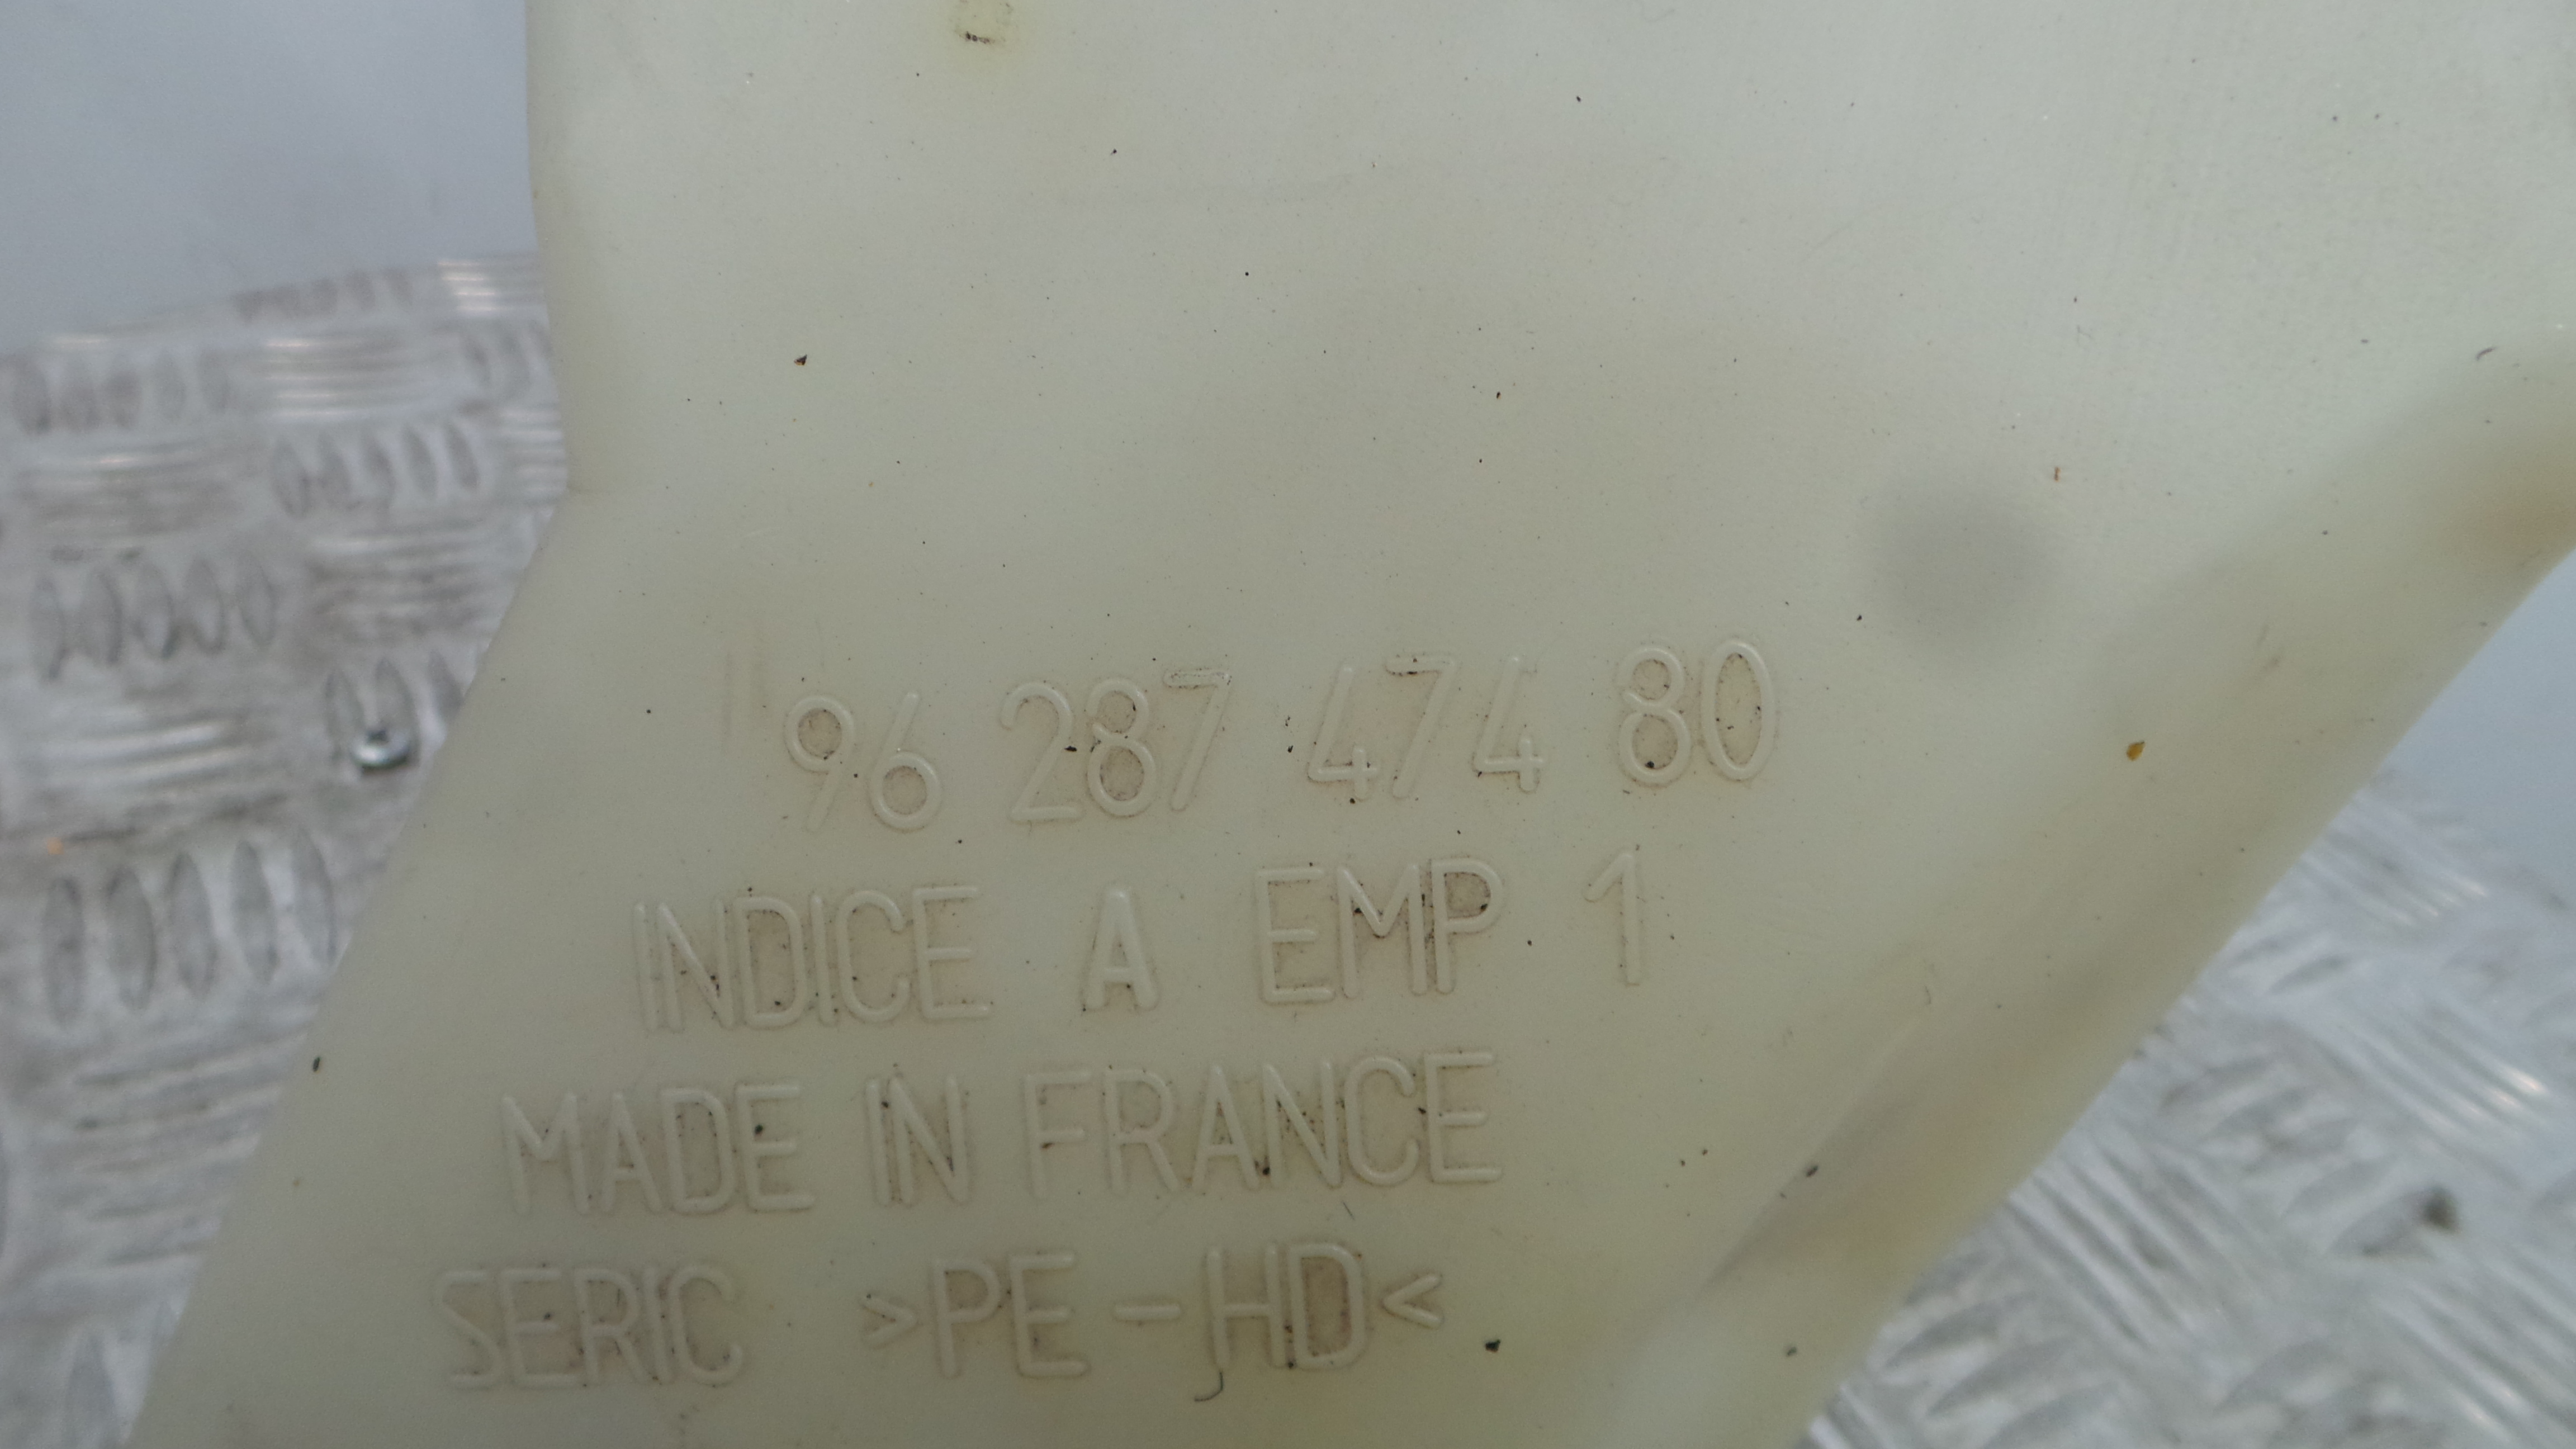 96 287 474 80
INDICE A EMP 1
MADE IN FRANCE
SERIC >PE-HD<